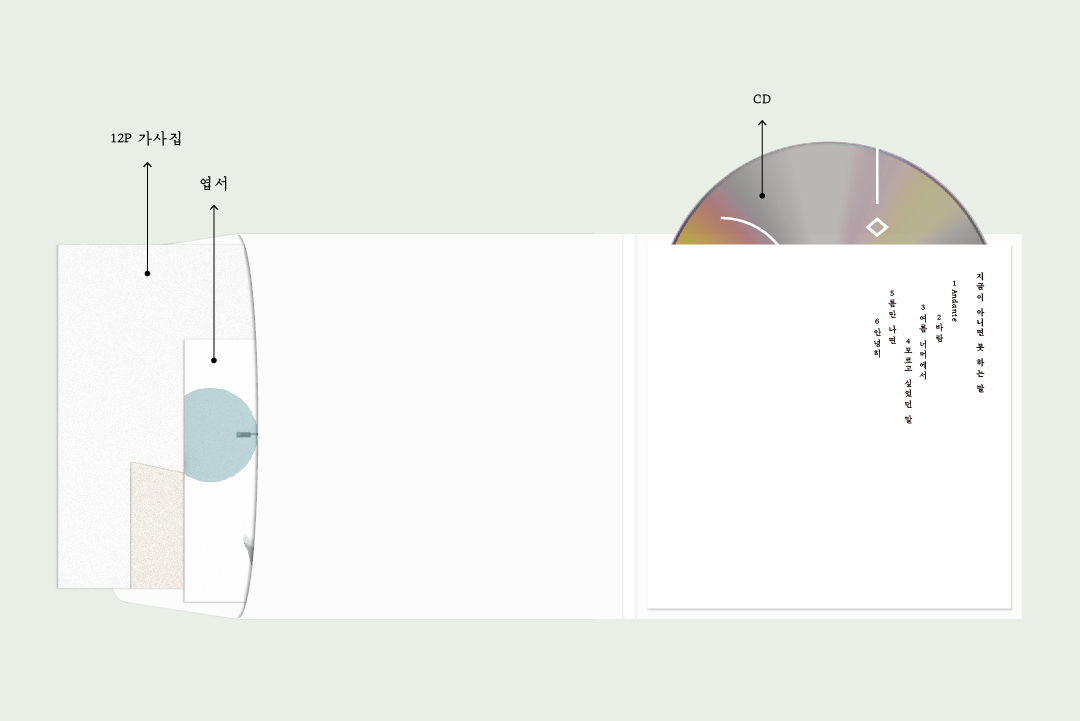 CD
12P 가사집
엽서
지금이 아니면 못 하는 말
1 Andante
2 바람
3 여름 너머에서
4 모르고 싶었던 말
5 틈만 나면
6 안녕히